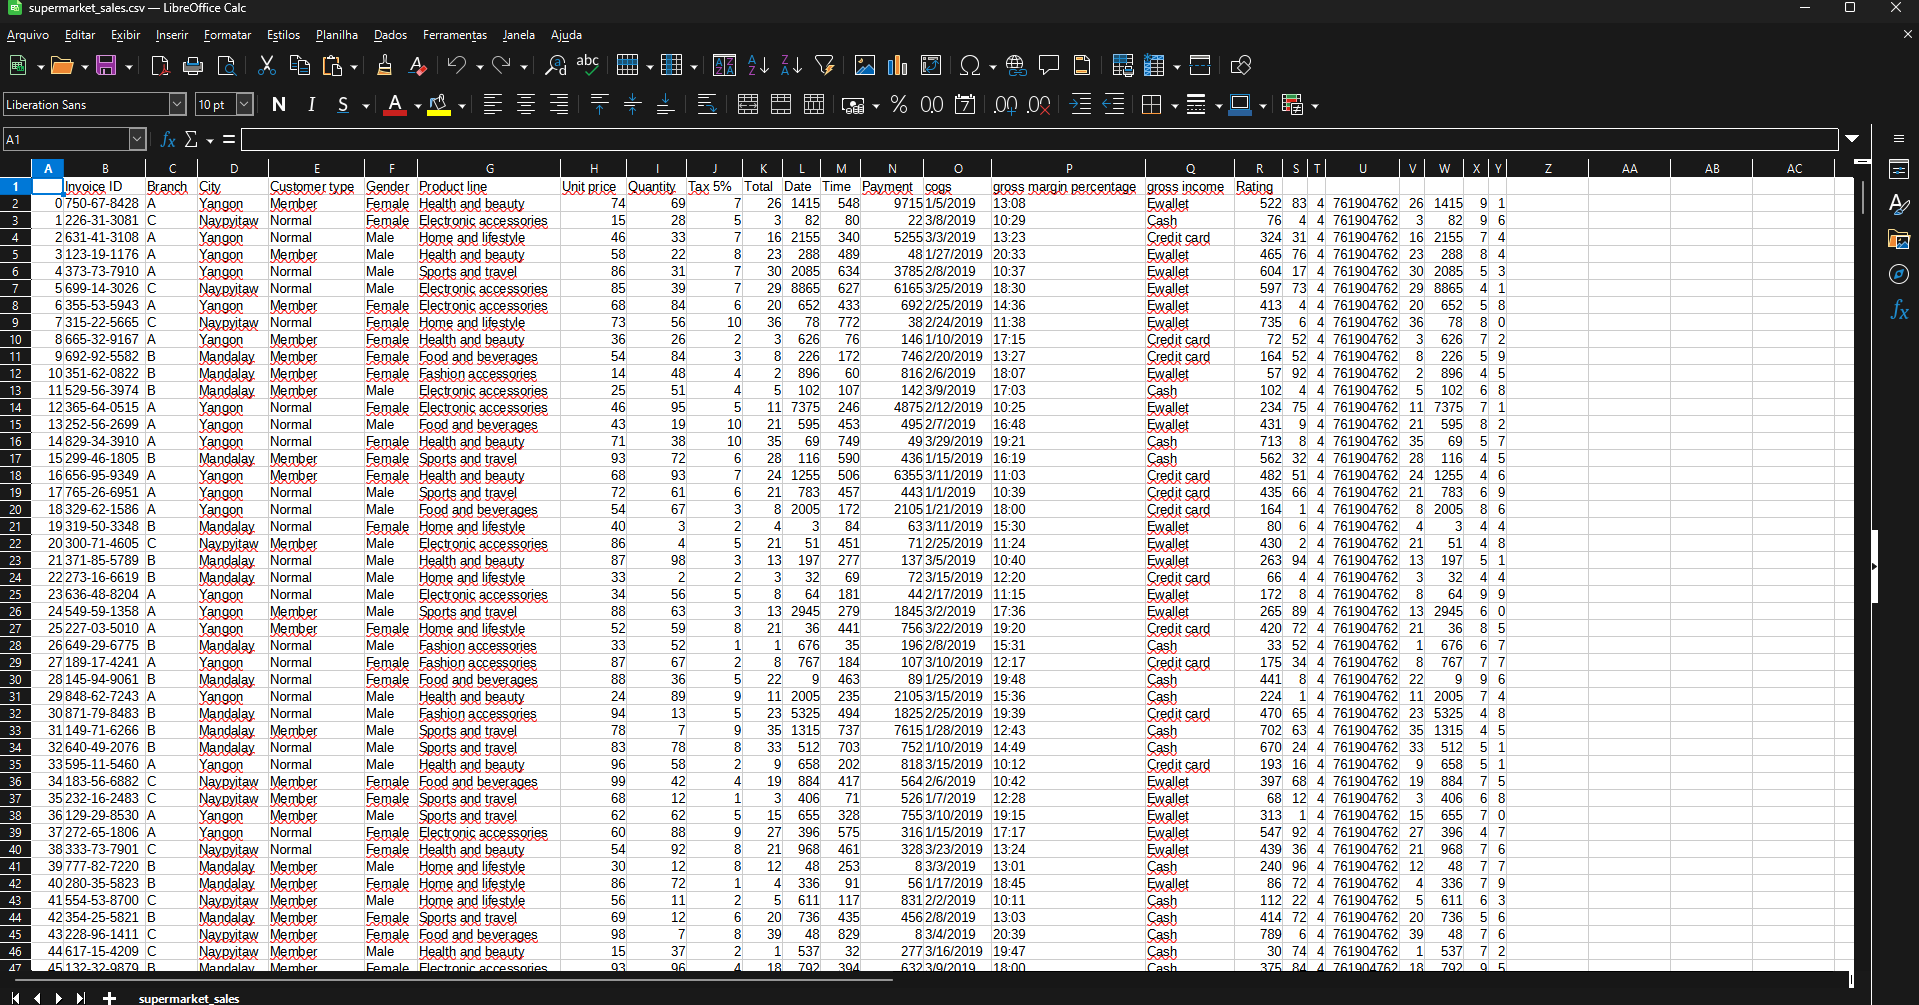 supermarket_sales.csv — LibreOffice Calc
Arquivo Editar Exibir Inserir Formatar Estilos Planilha Dados Ferramentas Janela Ajuda
Liberation Sans 10 pt N I S
A1
A B C D E F G H I J K L M N O P Q R S T U V W X Y Z AA AB AC
1 Invoice ID Branch City Customer type Gender Product line Unit price Quantity Tax 5% Total Date Time Payment cogs gross margin percentage gross income Rating
2 0 750-67-8428 A Yangon Member Female Health and beauty 74 69 7 26 1415 548 9715 1/5/2019 13:08 Ewallet 522 83 4 761904762 26 1415 9 1
3 1 226-31-3081 C Naypyitaw Normal Female Electronic accessories 15 28 5 3 82 80 22 3/8/2019 10:29 Cash 76 4 4 761904762 3 82 9 6
4 2 631-41-3108 A Yangon Normal Male Home and lifestyle 46 33 7 16 2155 340 5255 3/3/2019 13:23 Credit card 324 31 4 761904762 16 2155 7 4
5 3 123-19-1176 A Yangon Member Male Health and beauty 58 22 8 23 288 489 48 1/27/2019 20:33 Ewallet 465 76 4 761904762 23 288 8 4
6 4 373-73-7910 A Yangon Normal Male Sports and travel 86 31 7 30 2085 634 3785 2/8/2019 10:37 Ewallet 604 17 4 761904762 30 2085 5 3
7 5 699-14-3026 C Naypyitaw Normal Male Electronic accessories 85 39 7 29 8865 627 6165 3/25/2019 18:30 Ewallet 597 73 4 761904762 29 8865 4 1
8 6 355-53-5943 A Yangon Member Female Electronic accessories 68 84 6 20 652 433 692 2/25/2019 14:36 Ewallet 413 4 4 761904762 20 652 5 8
9 7 315-22-5665 C Naypyitaw Normal Female Home and lifestyle 73 56 10 36 78 772 38 2/24/2019 11:38 Ewallet 735 6 4 761904762 36 78 8 0
10 8 665-32-9167 A Yangon Member Female Health and beauty 36 26 2 3 626 76 146 1/10/2019 17:15 Credit card 72 52 4 761904762 3 626 7 2
11 9 692-92-5582 B Mandalay Member Female Food and beverages 54 84 3 8 226 172 746 2/20/2019 13:27 Credit card 164 52 4 761904762 8 226 5 9
12 10 351-62-0822 B Mandalay Member Female Fashion accessories 14 48 4 2 896 60 816 2/6/2019 18:07 Ewallet 57 92 4 761904762 2 896 4 5
13 11 529-56-3974 B Mandalay Member Male Electronic accessories 25 51 4 5 102 107 142 3/9/2019 17:03 Cash 102 4 4 761904762 5 102 6 8
14 12 365-64-0515 A Yangon Normal Female Electronic accessories 46 95 5 11 7375 246 4875 2/12/2019 10:25 Ewallet 234 75 4 761904762 11 7375 7 1
15 13 252-56-2699 A Yangon Normal Male Food and beverages 43 19 10 21 595 453 495 2/7/2019 16:48 Ewallet 431 9 4 761904762 21 595 8 2
16 14 829-34-3910 A Yangon Normal Female Health and beauty 71 38 10 35 69 749 49 3/29/2019 19:21 Cash 713 8 4 761904762 35 69 5 7
17 15 299-46-1805 B Mandalay Member Female Sports and travel 93 72 6 28 116 590 436 1/15/2019 16:19 Cash 562 32 4 761904762 28 116 4 5
18 16 656-95-9349 A Yangon Member Female Health and beauty 68 93 7 24 1255 506 6355 3/11/2019 11:03 Credit card 482 51 4 761904762 24 1255 4 6
19 17 765-26-6951 A Yangon Normal Male Sports and travel 72 61 6 21 783 457 443 1/1/2019 10:39 Credit card 435 66 4 761904762 21 783 6 9
20 18 329-62-1586 A Yangon Normal Male Food and beverages 54 67 3 8 2005 172 2105 1/21/2019 18:00 Credit card 164 1 4 761904762 8 2005 8 6
21 19 319-50-3348 B Mandalay Normal Female Home and lifestyle 40 3 2 4 3 84 63 3/11/2019 15:30 Ewallet 80 6 4 761904762 4 3 4 4
22 20 300-71-4605 C Naypyitaw Member Male Electronic accessories 86 4 5 21 51 451 71 2/25/2019 11:24 Ewallet 430 2 4 761904762 21 51 4 8
23 21 371-85-5789 B Mandalay Normal Male Health and beauty 87 98 3 13 197 277 137 3/5/2019 10:40 Ewallet 263 94 4 761904762 13 197 5 1
24 22 273-16-6619 B Mandalay Normal Male Home and lifestyle 33 2 2 3 32 69 72 3/15/2019 12:20 Credit card 66 4 4 761904762 3 32 4 4
25 23 636-48-8204 A Yangon Normal Male Electronic accessories 34 56 5 8 64 181 44 2/17/2019 11:15 Ewallet 172 8 4 761904762 8 64 9 9
26 24 549-59-1358 A Yangon Member Male Sports and travel 88 63 3 13 2945 279 1845 3/2/2019 17:36 Ewallet 265 89 4 761904762 13 2945 6 0
27 25 227-03-5010 A Yangon Member Female Home and lifestyle 52 59 8 21 36 441 756 3/22/2019 19:20 Credit card 420 72 4 761904762 21 36 8 5
28 26 649-29-6775 B Mandalay Normal Male Fashion accessories 33 52 1 1 676 35 196 2/8/2019 15:31 Cash 33 52 4 761904762 1 676 6 7
29 27 189-17-4241 A Yangon Normal Female Fashion accessories 87 67 2 8 767 184 107 3/10/2019 12:17 Credit card 175 34 4 761904762 8 767 7 7
30 28 145-94-9061 B Mandalay Normal Female Food and beverages 88 36 5 22 9 463 89 1/25/2019 19:48 Cash 441 8 4 761904762 22 9 9 6
31 29 848-62-7243 A Yangon Normal Male Health and beauty 24 89 9 11 2005 235 2105 3/15/2019 15:36 Cash 224 1 4 761904762 11 2005 7 4
32 30 871-79-8483 B Mandalay Normal Male Fashion accessories 94 13 5 23 5325 494 1825 2/25/2019 19:39 Credit card 470 65 4 761904762 23 5325 4 8
33 31 149-71-6266 B Mandalay Member Male Sports and travel 78 7 9 35 1315 737 7615 1/28/2019 12:43 Cash 702 63 4 761904762 35 1315 4 5
34 32 640-49-2076 B Mandalay Normal Male Sports and travel 83 78 8 33 512 703 752 1/10/2019 14:49 Cash 670 24 4 761904762 33 512 5 1
35 33 595-11-5460 A Yangon Normal Male Health and beauty 96 58 2 9 658 202 818 3/15/2019 10:12 Credit card 193 16 4 761904762 9 658 5 1
36 34 183-56-6882 C Naypyitaw Member Female Food and beverages 99 42 4 19 884 417 564 2/6/2019 10:42 Ewallet 397 68 4 761904762 19 884 7 5
37 35 232-16-2483 C Naypyitaw Member Female Sports and travel 68 12 1 3 406 71 526 1/7/2019 12:28 Ewallet 68 12 4 761904762 3 406 6 8
38 36 129-29-8530 A Yangon Member Male Sports and travel 62 62 5 15 655 328 755 3/10/2019 19:15 Ewallet 313 1 4 761904762 15 655 7 0
39 37 272-65-1806 A Yangon Normal Female Electronic accessories 60 88 9 27 396 575 316 1/15/2019 17:17 Ewallet 547 92 4 761904762 27 396 4 7
40 38 333-73-7901 C Naypyitaw Normal Female Health and beauty 54 92 8 21 968 461 328 3/23/2019 13:24 Ewallet 439 36 4 761904762 21 968 7 6
41 39 777-82-7220 B Mandalay Member Male Home and lifestyle 30 12 8 12 48 253 8 3/3/2019 13:01 Cash 240 96 4 761904762 12 48 7 7
42 40 280-35-5823 B Mandalay Member Female Home and lifestyle 86 72 1 4 336 91 56 1/17/2019 18:45 Ewallet 86 72 4 761904762 4 336 7 9
43 41 554-53-8700 C Naypyitaw Member Male Home and lifestyle 56 11 2 5 611 117 831 2/2/2019 10:11 Cash 112 22 4 761904762 5 611 6 3
44 42 354-25-5821 B Mandalay Member Female Sports and travel 69 12 6 20 736 435 456 2/8/2019 13:03 Cash 414 72 4 761904762 20 736 5 6
45 43 228-96-1411 C Naypyitaw Member Female Food and beverages 98 7 8 39 48 829 8 3/4/2019 20:39 Cash 789 6 4 761904762 39 48 7 6
46 44 617-15-4209 C Naypyitaw Member Male Health and beauty 15 37 2 1 537 32 277 3/16/2019 19:47 Cash 30 74 4 761904762 1 537 7 2
47 45 132-32-9879 B Mandalay Member Female Electronic accessories 93 96 4 18 792 394 632 3/9/2019 18:00 Cash 375 84 4 761904762 18 792 9 5
supermarket_sales